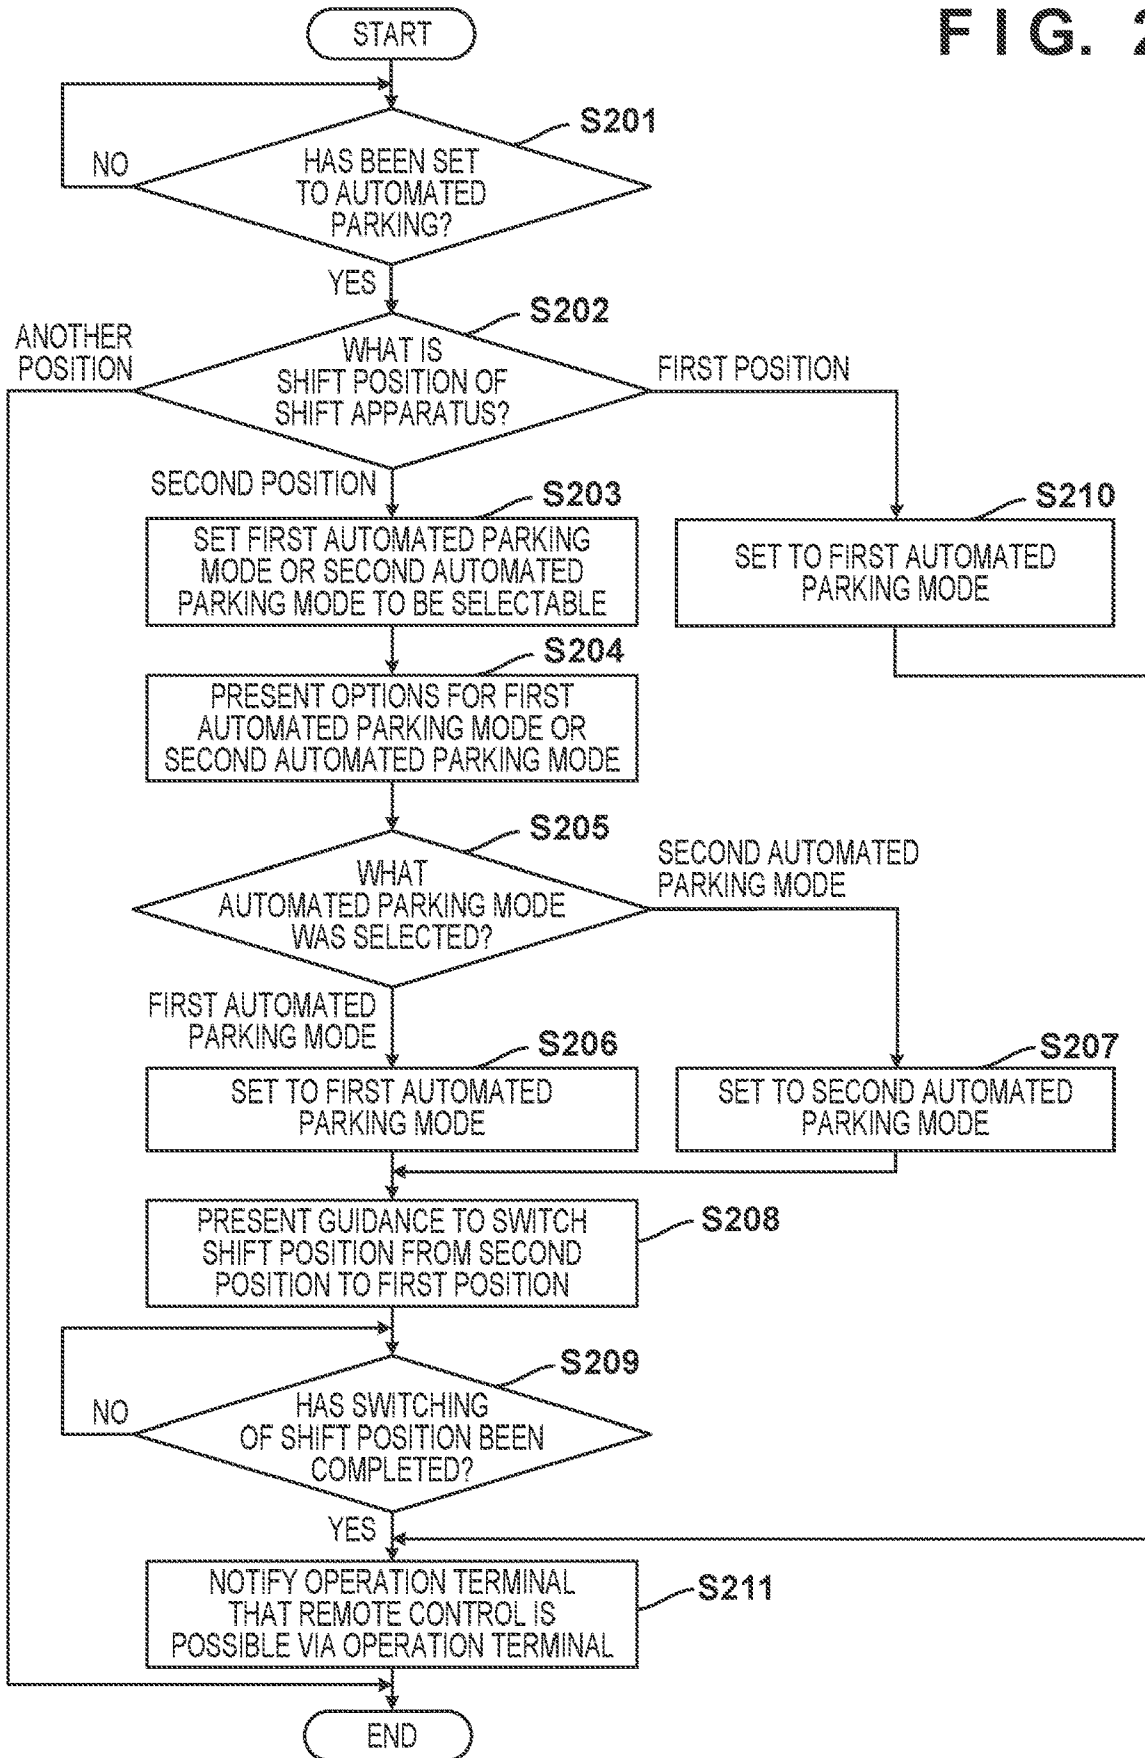 START
FIG. 2
S201
NO
HAS BEEN SET
TO AUTOMATED
PARKING?
YES
S202
ANOTHER
POSITION
WHAT IS
SHIFT POSITION OF
SHIFT APPARATUS?
FIRST POSITION
SECOND POSITION
S203
S210
SET FIRST AUTOMATED PARKING
MODE OR SECOND AUTOMATED
PARKING MODE TO BE SELECTABLE
SET TO FIRST AUTOMATED
PARKING MODE
S204
PRESENT OPTIONS FOR FIRST
AUTOMATED PARKING MODE OR
SECOND AUTOMATED PARKING MODE
S205
WHAT
AUTOMATED PARKING MODE
WAS SELECTED?
SECOND AUTOMATED
PARKING MODE
FIRST AUTOMATED
PARKING MODE
S206
S207
SET TO FIRST AUTOMATED
PARKING MODE
SET TO SECOND AUTOMATED
PARKING MODE
PRESENT GUIDANCE TO SWITCH
SHIFT POSITION FROM SECOND
POSITION TO FIRST POSITION
S208
S209
NO
HAS SWITCHING
OF SHIFT POSITION BEEN
COMPLETED?
YES
NOTIFY OPERATION TERMINAL
THAT REMOTE CONTROL IS
POSSIBLE VIA OPERATION TERMINAL
S211
END